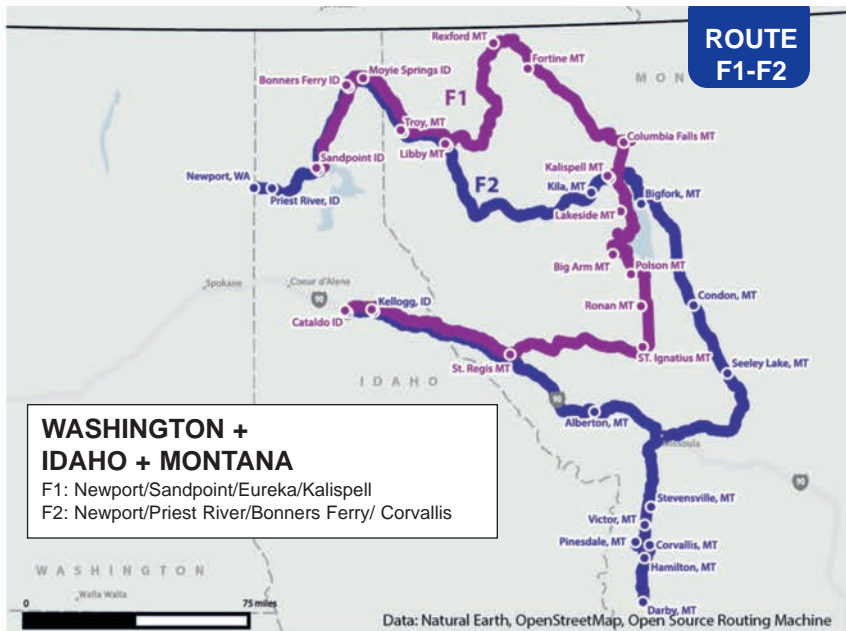 ROUTE
F1-F2
Rexford MT
Fortine MT
MON
Moyie Springs ID
Bonners Ferry ID
F1
Troy, MT
Columbia Falls MT
Libby MT
Sandpoint ID
Kalispell MT
Newport, WA
F2
Kila, MT
Bigfork, MT
Priest River, ID
Lakeside MT
Big Arm MT
Polson MT
Spokane
Coeur d'Alene
90
Kellogg, ID
Ronan MT
Condon, MT
Cataldo ID
St. Regis MT
ST. Ignatius MT
Seeley Lake, MT
IDAHO
90
Alberton, MT
WASHINGTON +
IDAHO + MONTANA
F1: Newport/Sandpoint/Eureka/Kalispell
F2: Newport/Priest River/Bonners Ferry/ Corvallis
Missoula
90
Stevensville, MT
Victor, MT
Pinesdale, MT
Corvallis, MT
Hamilton, MT
WASHINGTON
Walla Walla
0
75 miles
Darby, MT
Data: Natural Earth, OpenStreetMap, Open Source Routing Machine